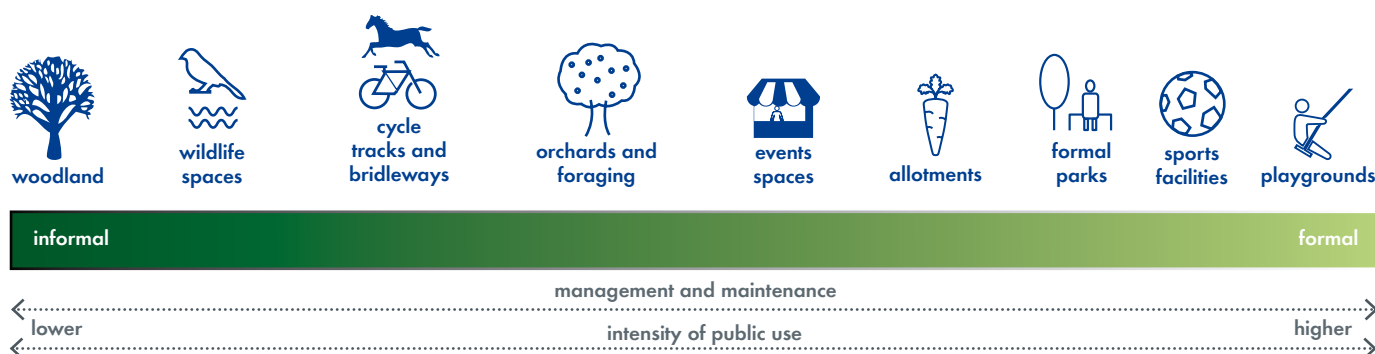 woodland
wildlife
spaces
cycle
tracks and
bridleways
orchards and
foraging
events
spaces
allotments
formal
parks
sports
facilities
playgrounds
informal
formal
management and maintenance
lower
higher
intensity of public use